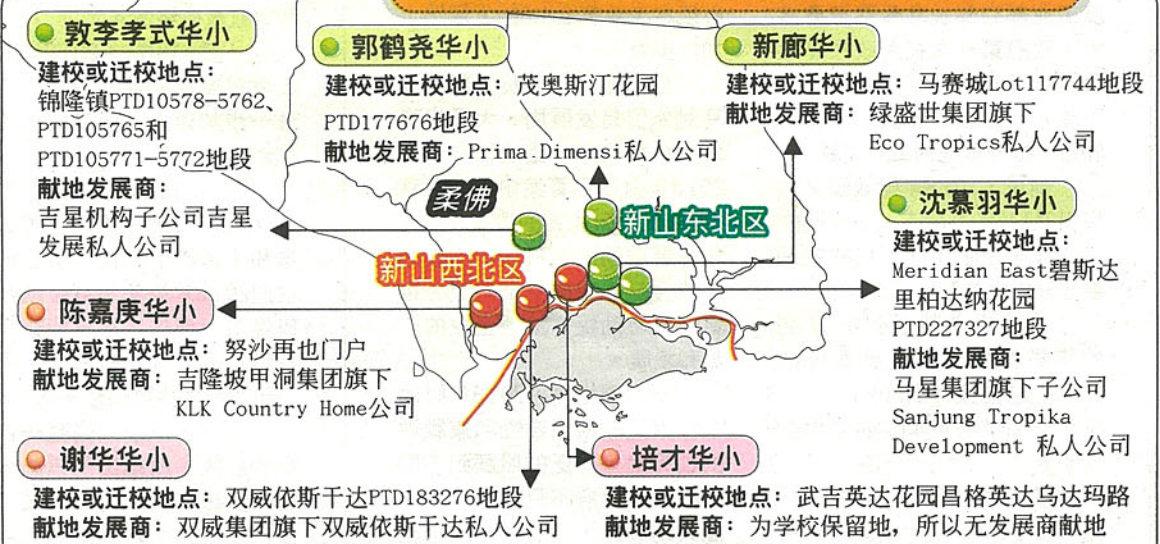 敦李孝式华小
建校或迁校地点：
锦隆镇PTD10578-5762、
PTD105765和
PTD105771-5772地段
献地发展商：
吉星机构子公司吉星
发展私人公司
郭鹤尧华小
建校或迁校地点：茂奥斯汀花园
PTD177676地段
献地发展商：Prima Dimensi私人公司
新廊华小
建校或迁校地点：马赛城Lot117744地段
献地发展商：绿盛世集团旗下
Eco Tropics私人公司
柔佛
新山东北区
新山西北区
沈慕羽华小
建校或迁校地点：
Meridian East碧斯达
里柏达纳花园
PTD227327地段
献地发展商：
马星集团旗下子公司
Sanjung Tropika
Development 私人公司
陈嘉庚华小
建校或迁校地点：努沙再也门户
献地发展商：吉隆坡甲洞集团旗下
KLK Country Home公司
谢华华小
建校或迁校地点：双威依斯干达PTD183276地段
献地发展商：双威集团旗下双威依斯干达私人公司
培才华小
建校或迁校地点：武吉英达花园昌格英达乌达玛路
献地发展商：为学校保留地，所以无发展商献地